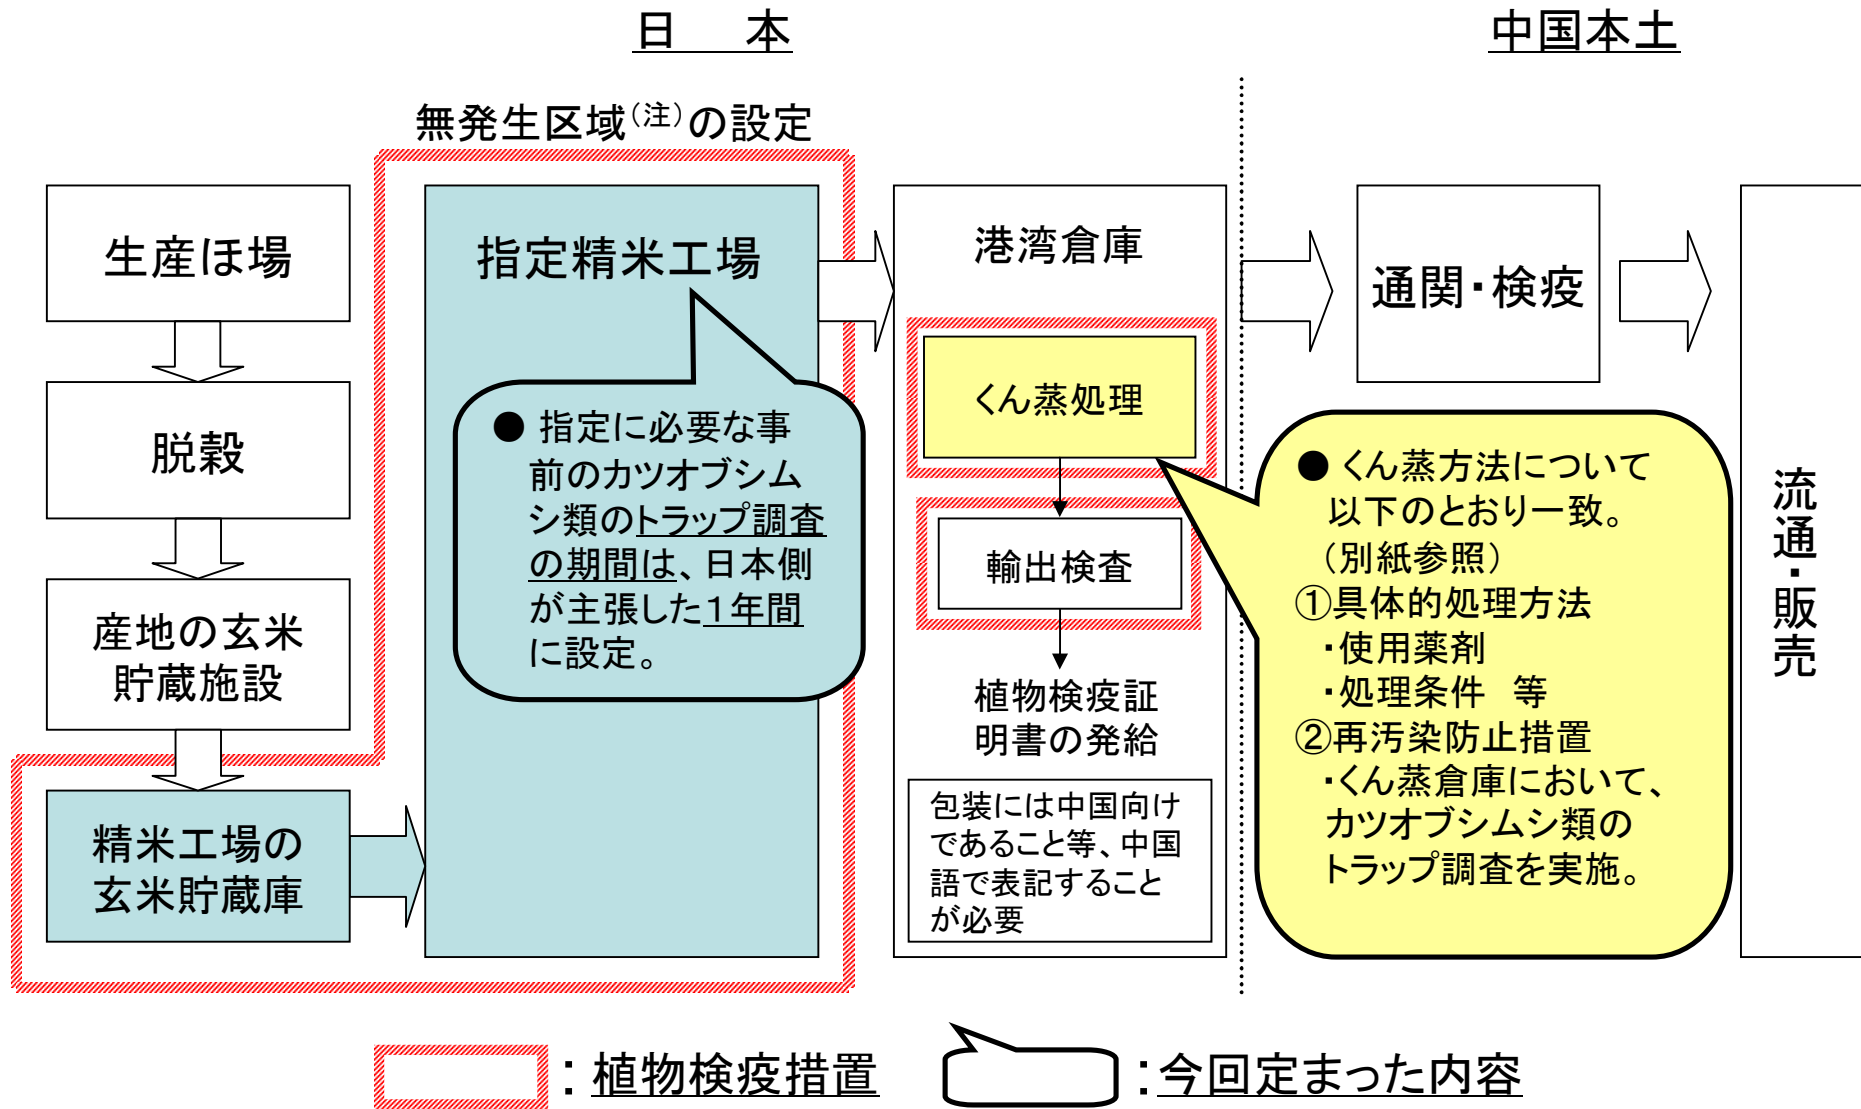 日　本
中国本土
無発生区域(注)の設定
生産ほ場
脱穀
産地の玄米
貯蔵施設
精米工場の
玄米貯蔵庫
指定精米工場
● 指定に必要な事
前のカツオブシム
シ類のトラップ調査
の期間は、日本側
が主張した１年間
に設定。
港湾倉庫
くん蒸処理
輸出検査
植物検疫証
明書の発給
包装には中国向け
であること等、中国
語で表記すること
が必要
通関・検疫
● くん蒸方法について
以下のとおり一致。
（別紙参照）
①具体的処理方法
・使用薬剤
・処理条件　等
②再汚染防止措置
・くん蒸倉庫において、
カツオブシムシ類の
トラップ調査を実施。
流通・販売
：植物検疫措置
：今回定まった内容